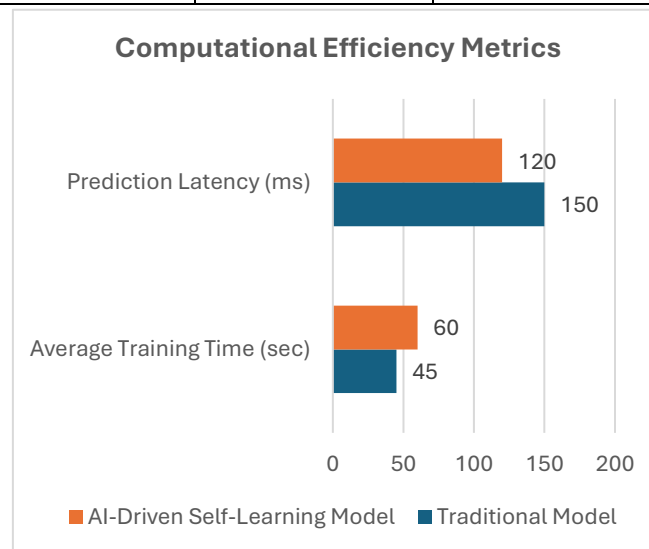 Computational Efficiency Metrics
Prediction Latency (ms)
120
150
Average Training Time (sec)
60
45
0 50 100 150 200
AI-Driven Self-Learning Model Traditional Model